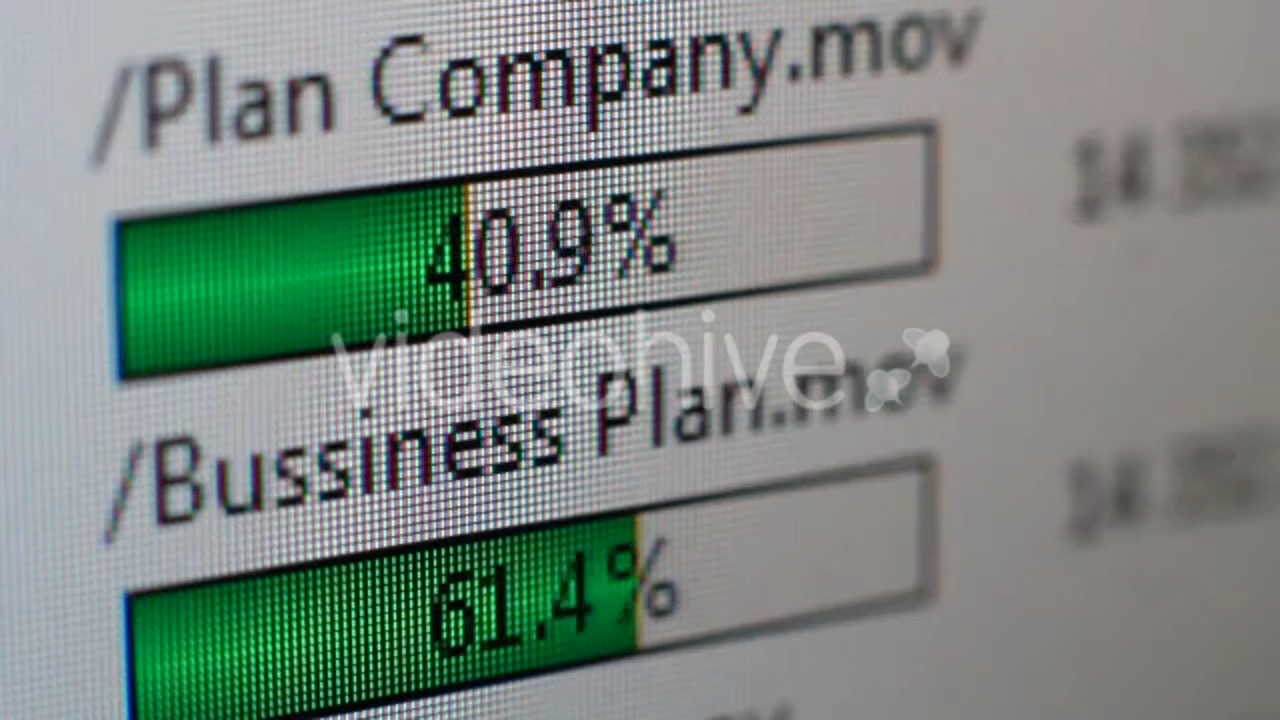 /Plan Company.mov
40.9%
videohive
/Bussiness Plan.mov
61.4%